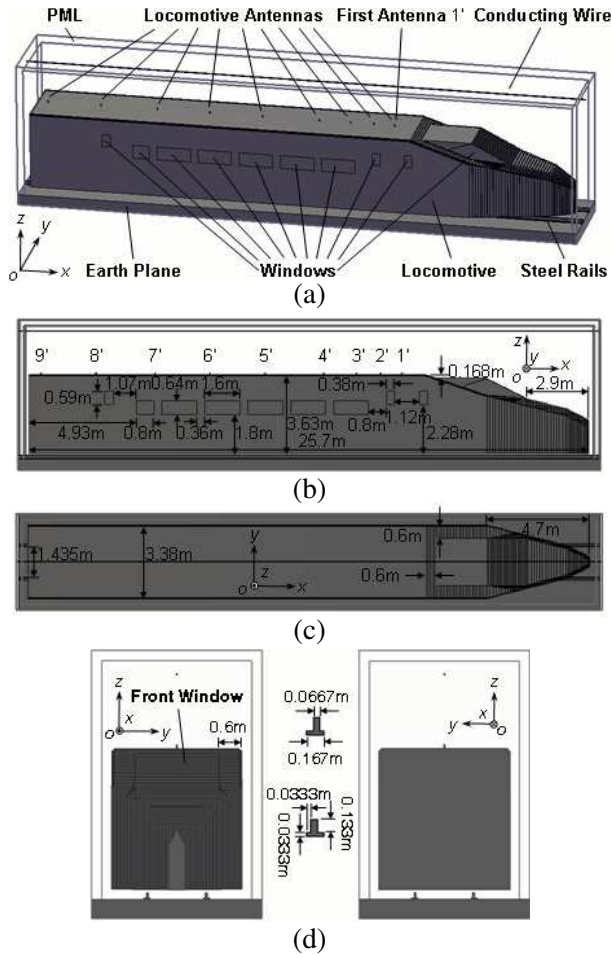 PML Locomotive Antennas First Antenna 1' Conducting Wire
z
y
o x
Earth Plane Windows Locomotive Steel Rails
(a)
9' 8' 7' 6' 5' 4' 3' 2' 1'
z
y
o x
0.168m
2.9m
1.07m 0.64m 1.6m 0.38m
0.59m
1.12m
4.93m 0.8m 0.36m 1.8m 3.63m 0.8m 2.28m
25.7m
(b)
1.435m 3.38m y z o x 0.6m 4.7m
0.6m
(c)
z Front Window
o x y
0.6m
0.0667m
0.167m
0.0333m
0.0333m
0.133m
z
y x o
(d)